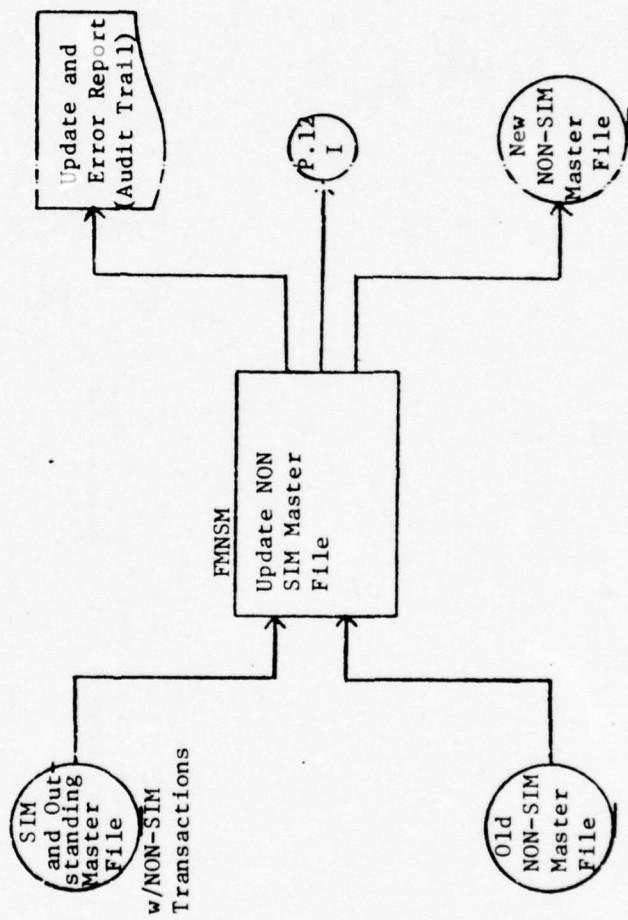 SIM
and Out-
standing
Master
File
w/NON-SIM
Transactions
Old
NON-SIM
Master
File
FMNSM
Update NON
SIM Master
File
Update and
Error Report
(Audit Trail)
P.12
I
New
NON-SIM
Master
File